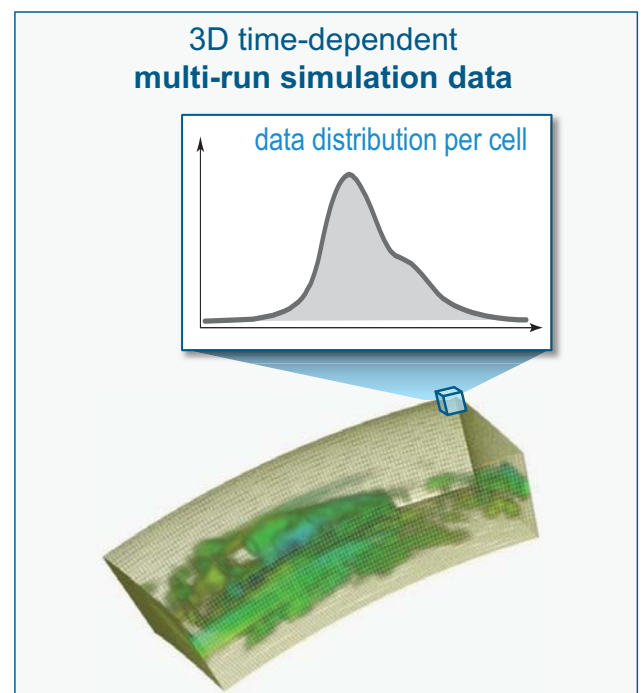 3D time-dependent
multi-run simulation data
data distribution per cell